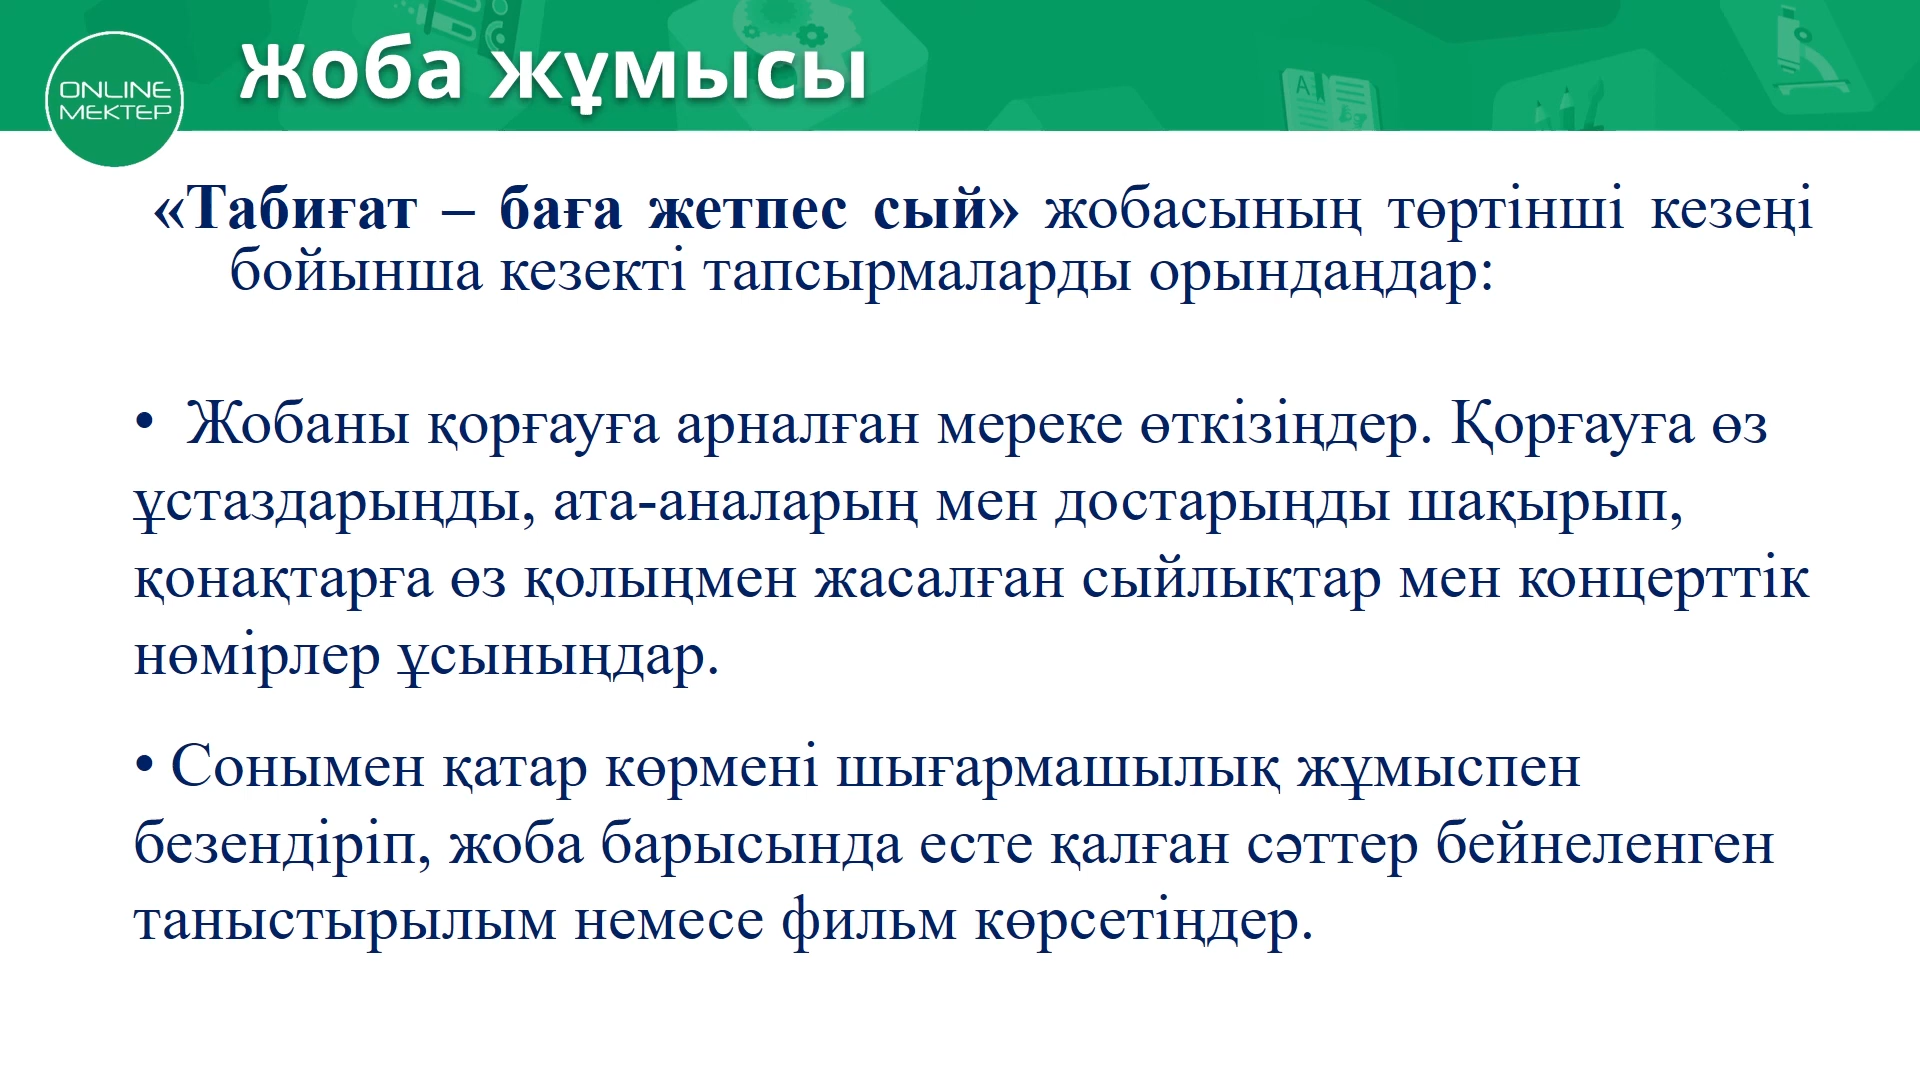 Жоба жұмысы
ONLINE
MEKTEP
«Табиғат – баға жетпес сый» жобасының төртінші кезеңі
бойынша кезекті тапсырмаларды орындаңдар:
• Жобаны қорғауға арналған мереке өткізіңдер. Қорғауға өз
ұстаздарыңды, ата-аналарың мен достарыңды шақырып,
қонақтарға өз қолыңмен жасалған сыйлықтар мен концерттік
нөмірлер ұсыныңдар.
• Сонымен қатар көрмені шығармашылық жұмыспен
безендіріп, жоба барысында есте қалған сәттер бейнеленген
таныстырылым немесе фильм көрсетіңдер.